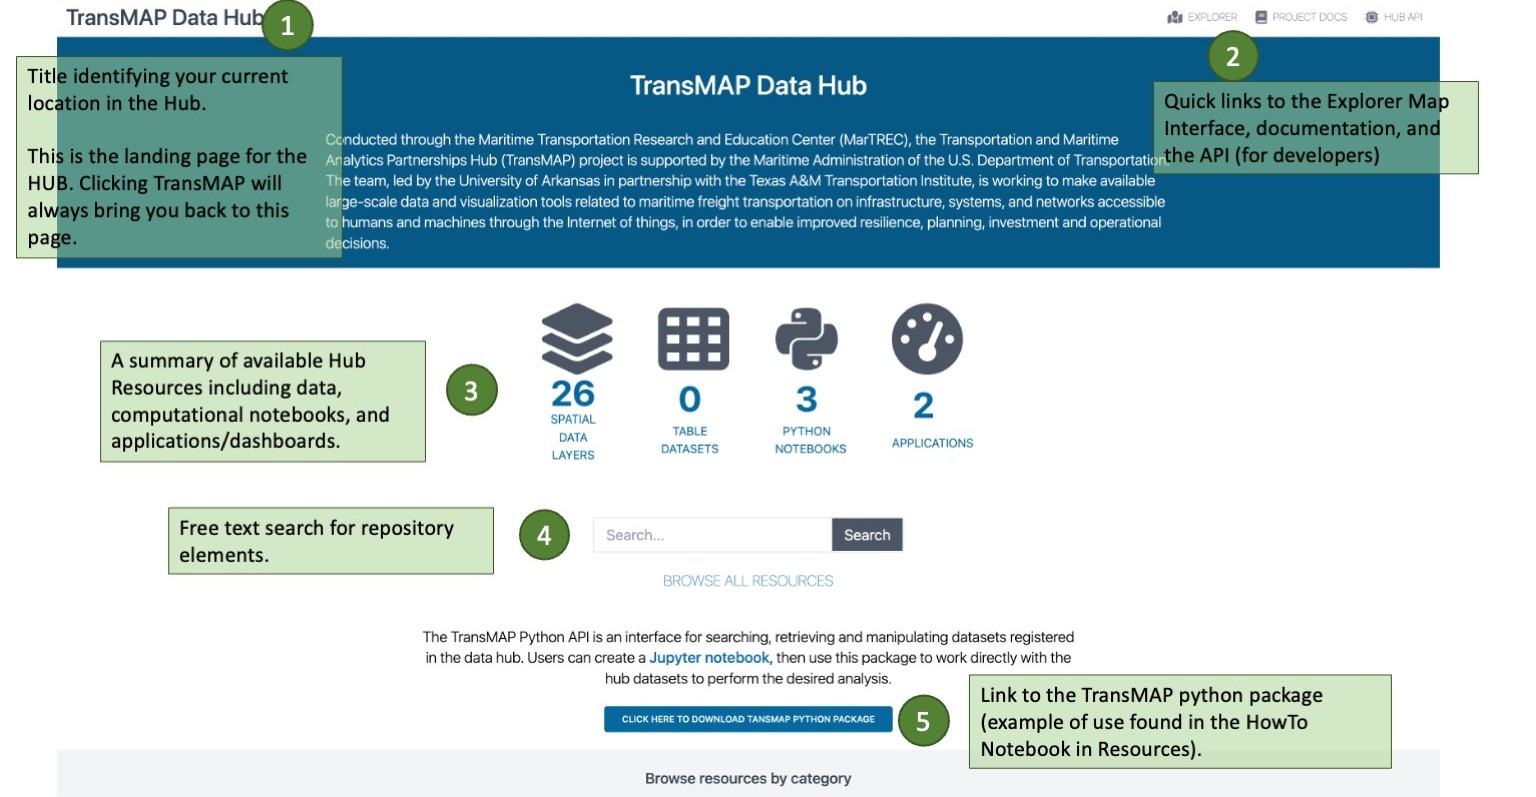 TransMAP Data Hub
1
EXPLORER PROJECT DOCS HUB API
2
Title identifying your current
location in the Hub.
This is the landing page for the
HUB. Clicking TransMAP will
always bring you back to this
page.
TransMAP Data Hub
Conducted through the Maritime Transportation Research and Education Center (MarTREC), the Transportation and Maritime
Analytics Partnerships Hub (TransMAP) project is supported by the Maritime Administration of the U.S. Department of Transportation.
The team, led by the University of Arkansas in partnership with the Texas A&M Transportation Institute, is working to make available
large-scale data and visualization tools related to maritime freight transportation on infrastructure, systems, and networks accessible
to humans and machines through the Internet of things, in order to enable improved resilience, planning, investment and operational
decisions.
Quick links to the Explorer Map
Interface, documentation, and
the API (for developers)
A summary of available Hub
Resources including data,
computational notebooks, and
applications/dashboards.
3
26
SPATIAL
DATA
LAYERS
0
TABLE
DATASETS
3
PYTHON
NOTEBOOKS
2
APPLICATIONS
Free text search for repository
elements.
4
Search... Search
BROWSE ALL RESOURCES
The TransMAP Python API is an interface for searching, retrieving and manipulating datasets registered
in the data hub. Users can create a Jupyter notebook, then use this package to work directly with the
hub datasets to perform the desired analysis.
CLICK HERE TO DOWNLOAD TANSMAP PYTHON PACKAGE
5
Link to the TransMAP python package
(example of use found in the HowTo
Notebook in Resources).
Browse resources by category